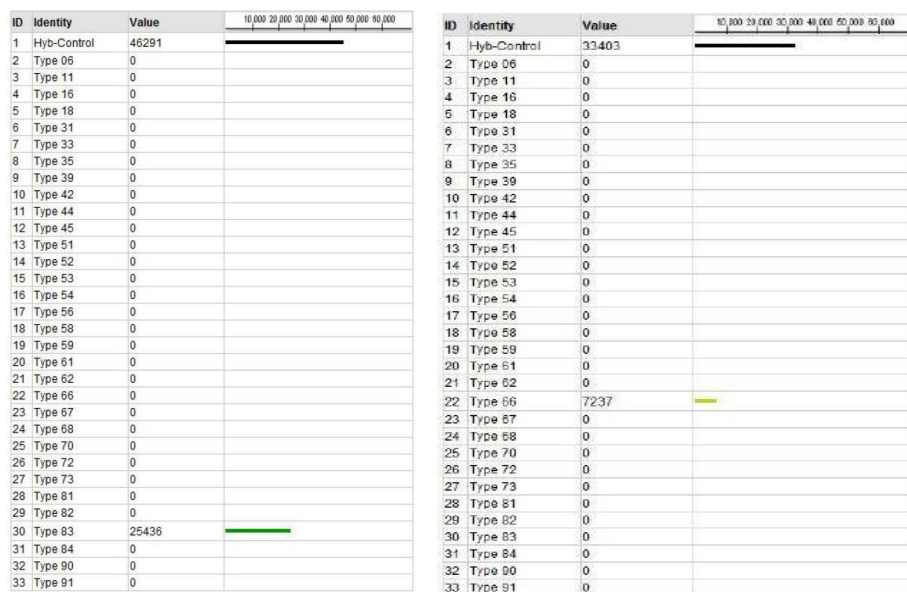 ID Identity Value 10,000 20,000 30,000 40,000 50,000 60,000
1 Hyb-Control 46291
2 Type 06 0
3 Type 11 0
4 Type 16 0
5 Type 18 0
6 Type 31 0
7 Type 33 0
8 Type 35 0
9 Type 39 0
10 Type 42 0
11 Type 44 0
12 Type 45 0
13 Type 51 0
14 Type 52 0
15 Type 53 0
16 Type 54 0
17 Type 56 0
18 Type 58 0
19 Type 59 0
20 Type 61 0
21 Type 62 0
22 Type 66 0
23 Type 67 0
24 Type 68 0
25 Type 70 0
26 Type 72 0
27 Type 73 0
28 Type 81 0
29 Type 82 0
30 Type 83 25436
31 Type 84 0
32 Type 90 0
33 Type 91 0
ID Identity Value 10,000 20,000 30,000 40,000 50,000 60,000
1 Hyb-Control 33403
2 Type 06 0
3 Type 11 0
4 Type 16 0
5 Type 18 0
6 Type 31 0
7 Type 33 0
8 Type 35 0
9 Type 39 0
10 Type 42 0
11 Type 44 0
12 Type 45 0
13 Type 51 0
14 Type 52 0
15 Type 53 0
16 Type 54 0
17 Type 56 0
18 Type 58 0
19 Type 59 0
20 Type 61 0
21 Type 62 0
22 Type 66 7237
23 Type 67 0
24 Type 68 0
25 Type 70 0
26 Type 72 0
27 Type 73 0
28 Type 81 0
29 Type 82 0
30 Type 83 0
31 Type 84 0
32 Type 90 0
33 Type 91 0